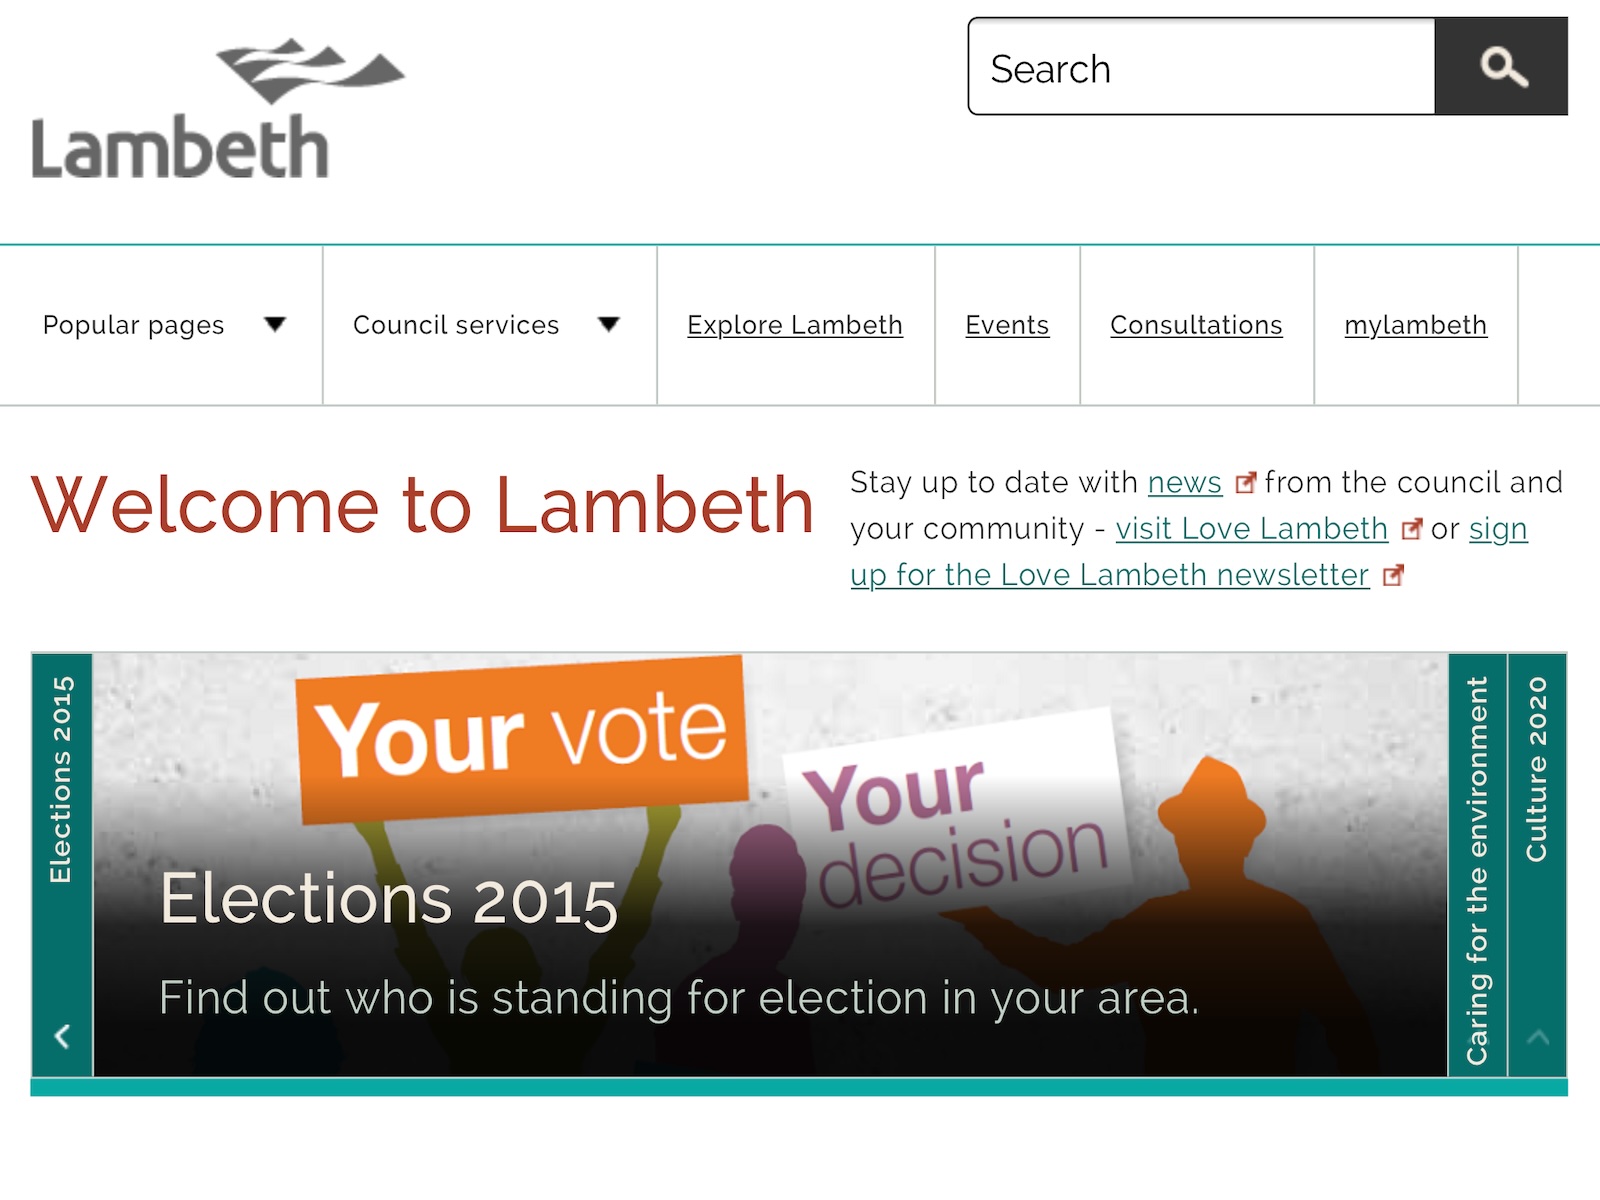 Lambeth
Search
Popular pages
Council services
Explore Lambeth
Events
Consultations
mylambeth
Welcome to Lambeth
Stay up to date with news from the council and
your community - visit Love Lambeth or sign
up for the Love Lambeth newsletter
Elections 2015
Your vote
Your
decision
Elections 2015
Find out who is standing for election in your area.
Caring for the environment
Culture 2020